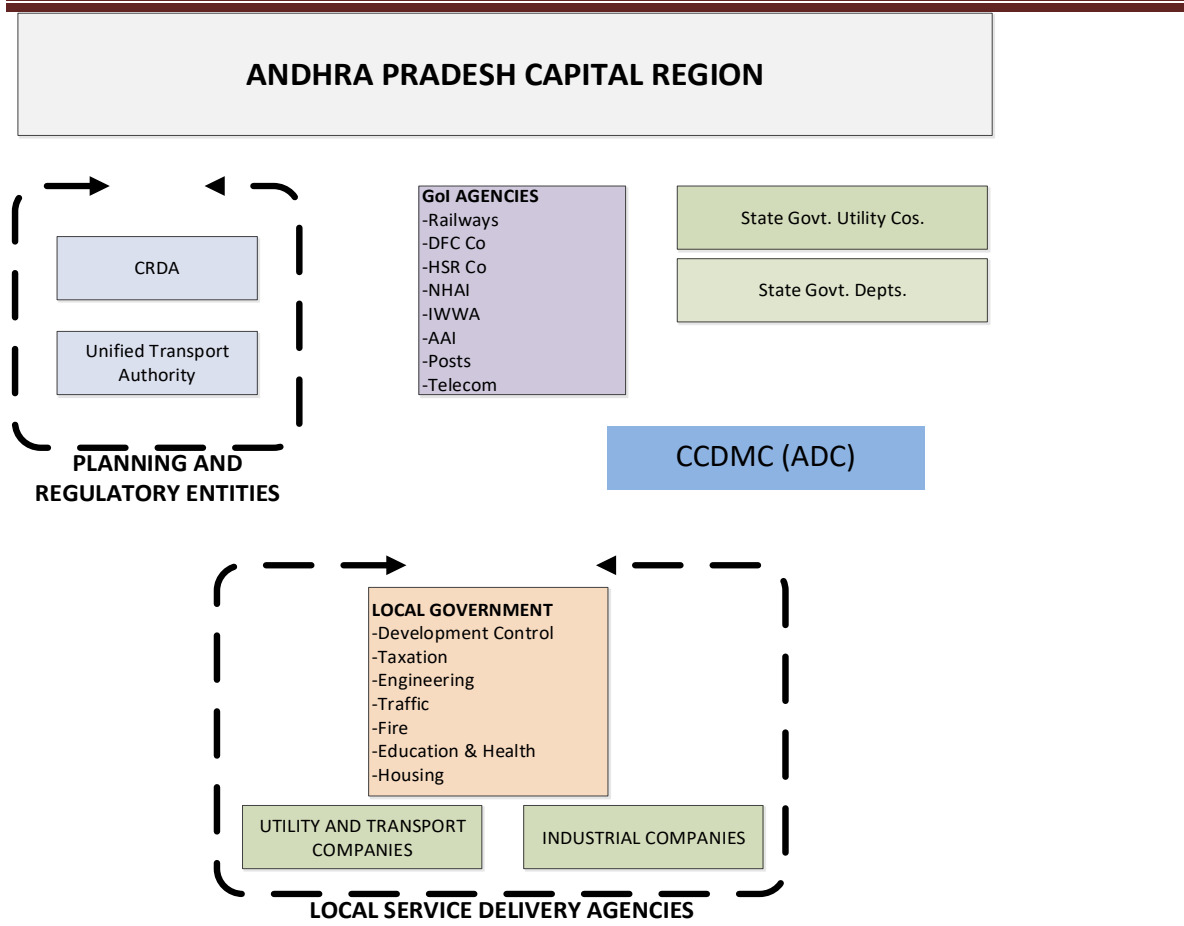 ANDHRA PRADESH CAPITAL REGION
CRDA
Unified Transport
Authority
PLANNING AND
REGULATORY ENTITIES
GoI AGENCIES
-Railways
-DFC Co
-HSR Co
-NHAI
-IWWA
-AAI
-Posts
-Telecom
State Govt. Utility Cos.
State Govt. Depts.
CCDMC (ADC)
LOCAL GOVERNMENT
-Development Control
-Taxation
-Engineering
-Traffic
-Fire
-Education & Health
-Housing
UTILITY AND TRANSPORT
COMPANIES
INDUSTRIAL COMPANIES
LOCAL SERVICE DELIVERY AGENCIES